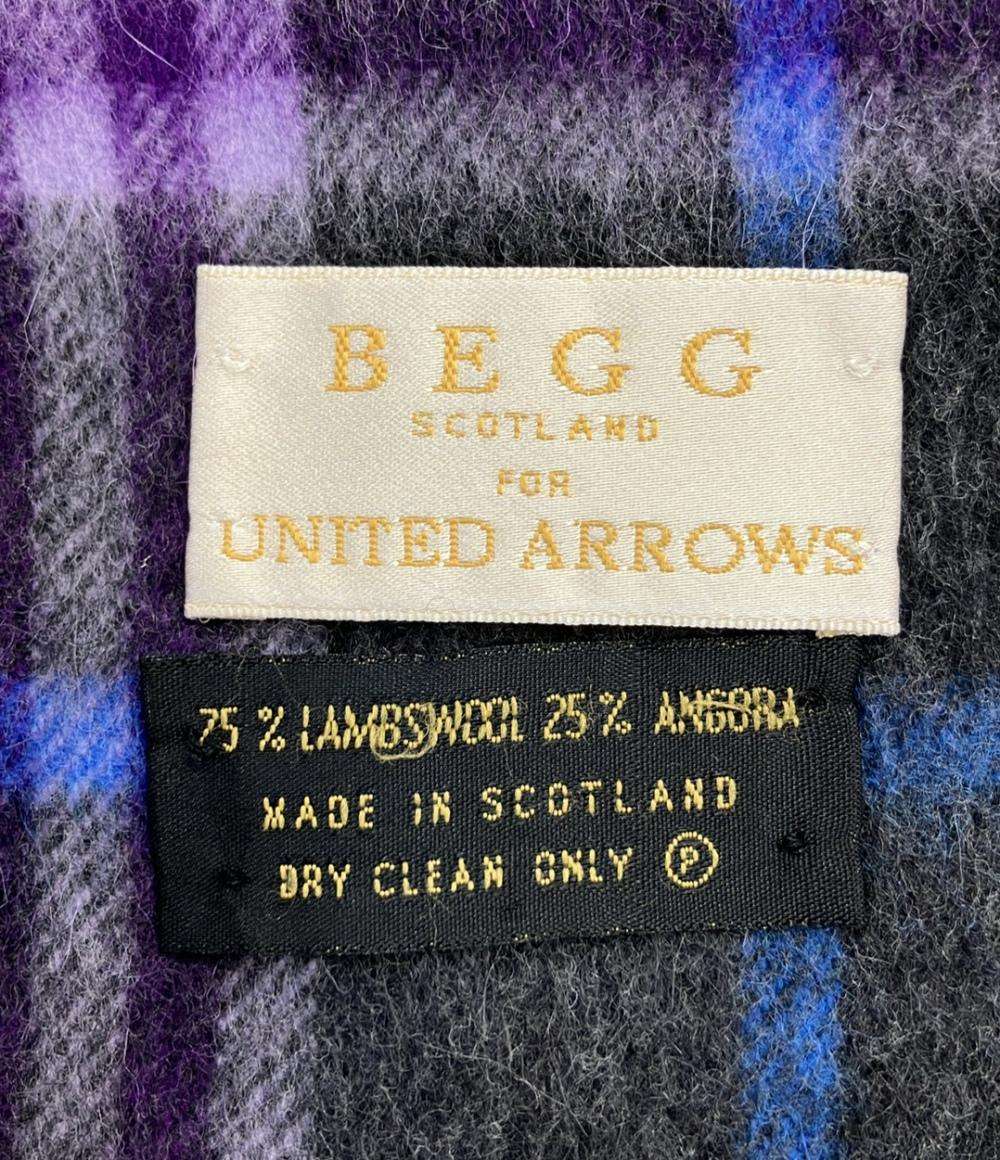 BEGG
SCOTLAND
FOR
UNITED ARROWS
75 % LAMBSWOOL 25 % ANGORA
MADE IN SCOTLAND
DRY CLEAN ONLY Ⓟ